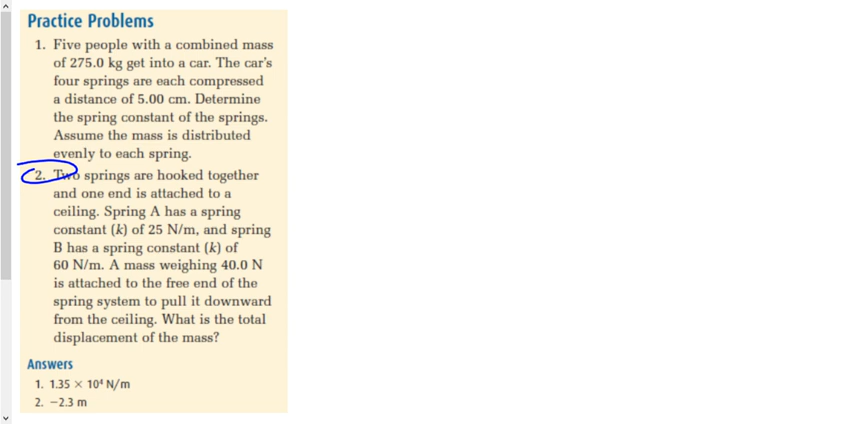 Practice Problems
1. Five people with a combined mass
of 275.0 kg get into a car. The car's
four springs are each compressed
a distance of 5.00 cm. Determine
the spring constant of the springs.
Assume the mass is distributed
evenly to each spring.
2. Two springs are hooked together
and one end is attached to a
ceiling. Spring A has a spring
constant (k) of 25 N/m, and spring
B has a spring constant (k) of
60 N/m. A mass weighing 40.0 N
is attached to the free end of the
spring system to pull it downward
from the ceiling. What is the total
displacement of the mass?
Answers
1. 1.35 × 10⁴ N/m
2. −2.3 m